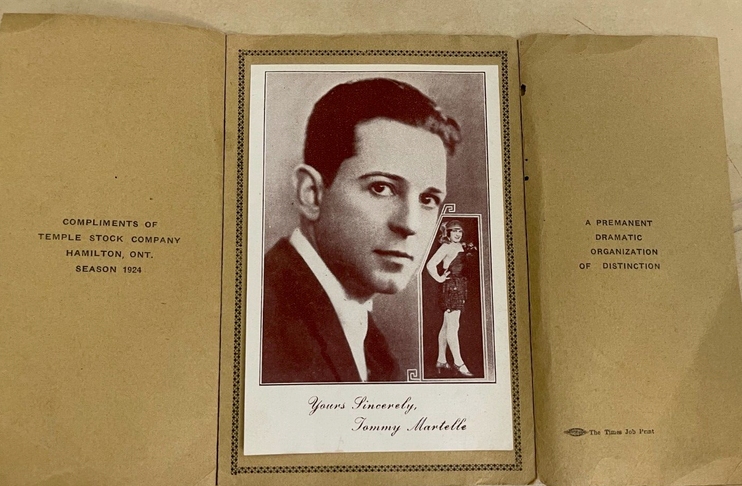 COMPLIMENTS OF
TEMPLE STOCK COMPANY
HAMILTON, ONT.
SEASON 1924
Yours Sincerely,
Tommy Martelle
A PREMANENT
DRAMATIC
ORGANIZATION
OF DISTINCTION
The Times Job Print